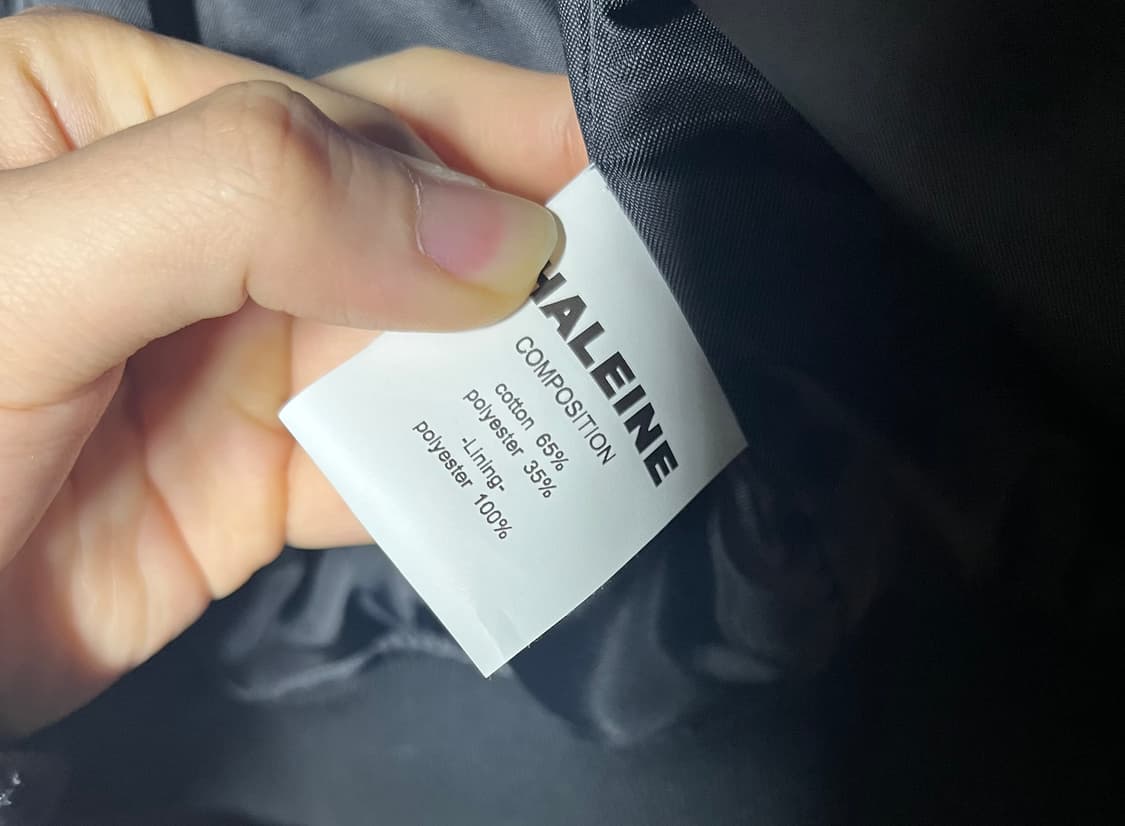 HALEINE
COMPOSITION
cotton 65%
polyester 35%
-Lining-
polyester 100%